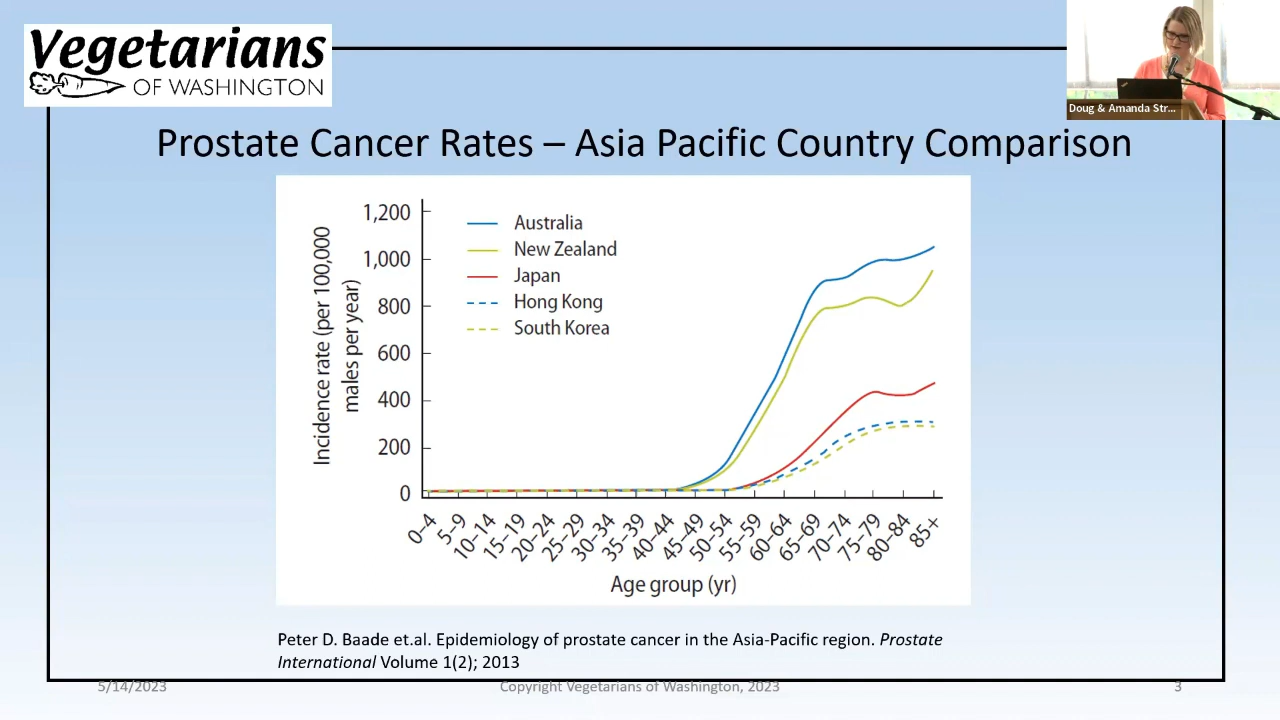 Vegetarians
OF WASHINGTON
Doug & Amanda Str...
Prostate Cancer Rates – Asia Pacific Country Comparison
Incidence rate (per 100,000
males per year)
1,200
1,000
800
600
400
200
0
Australia
New Zealand
Japan
Hong Kong
South Korea
0–4
5–9
10–14
15–19
20–24
25–29
30–34
35–39
40–44
45–49
50–54
55–59
60–64
65–69
70–74
75–79
80–84
85+
Age group (yr)
Peter D. Baade et.al. Epidemiology of prostate cancer in the Asia-Pacific region. Prostate
International Volume 1(2); 2013
5/14/2023
Copyright Vegetarians of Washington, 2023
3